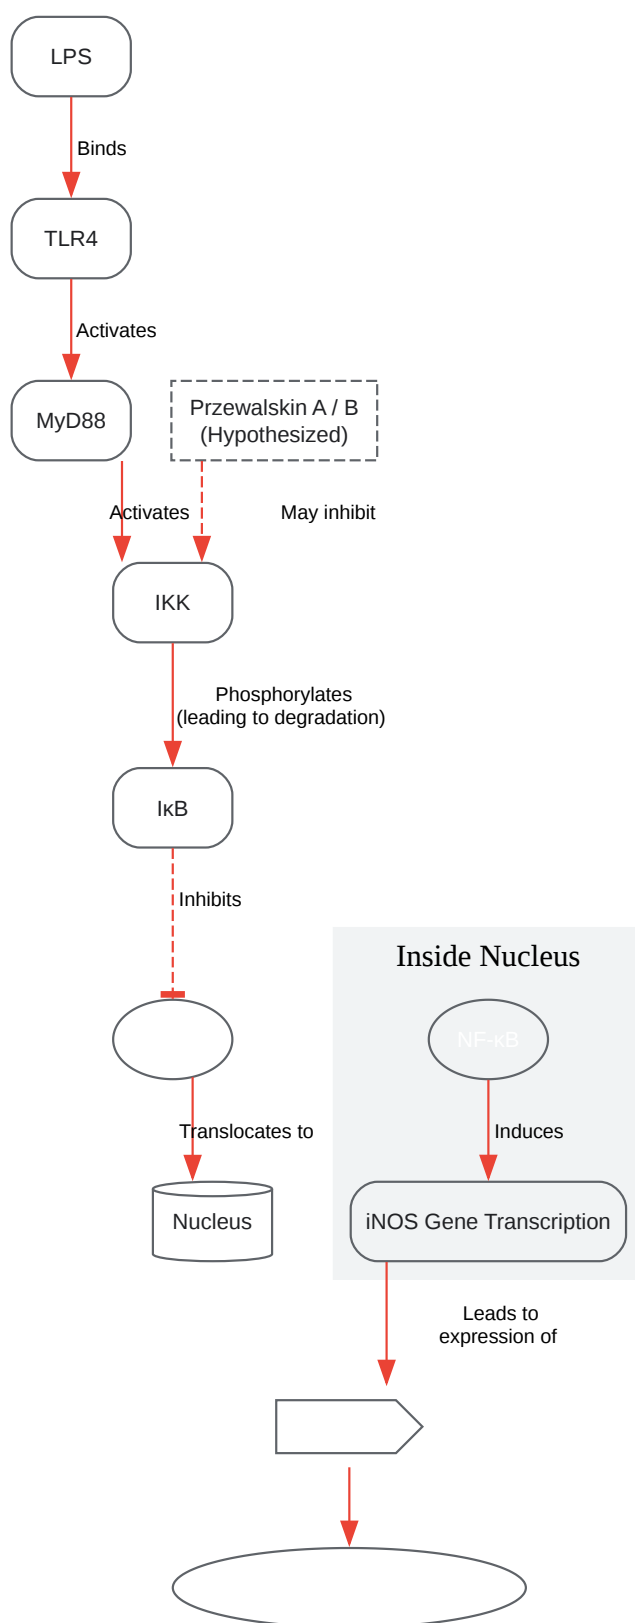 LPS
Binds
TLR4
Activates
MyD88
Przewalskin A / B
(Hypothesized)
Activates
May inhibit
IKK
Phosphorylates
(leading to degradation)
IκB
Inhibits
Inside Nucleus
NF-κB
Translocates to
Induces
Nucleus
iNOS Gene Transcription
Leads to
expression of